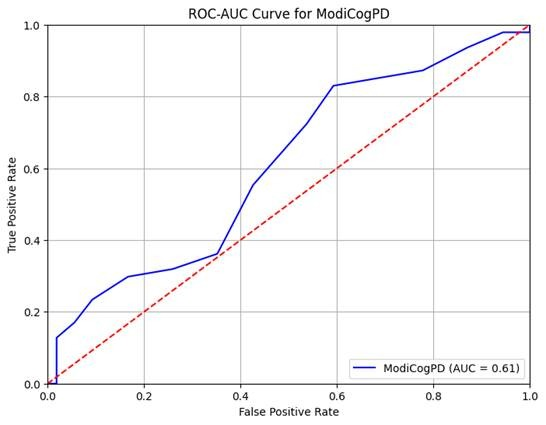 ROC-AUC Curve for ModiCogPD
1.0
0.8
0.6
0.4
0.2
0.0
True Positive Rate
ModiCogPD (AUC = 0.61)
0.0 0.2 0.4 0.6 0.8 1.0
False Positive Rate